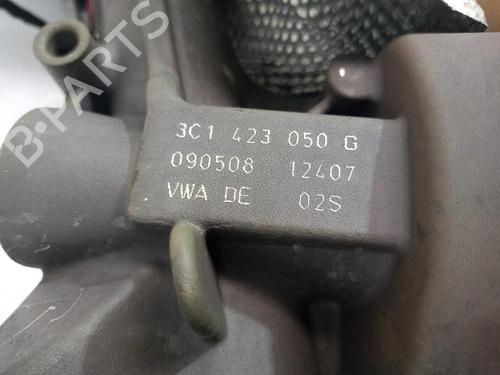 3C1 423 050 G
090508 12407
VWA DE 02S
B-PARTS